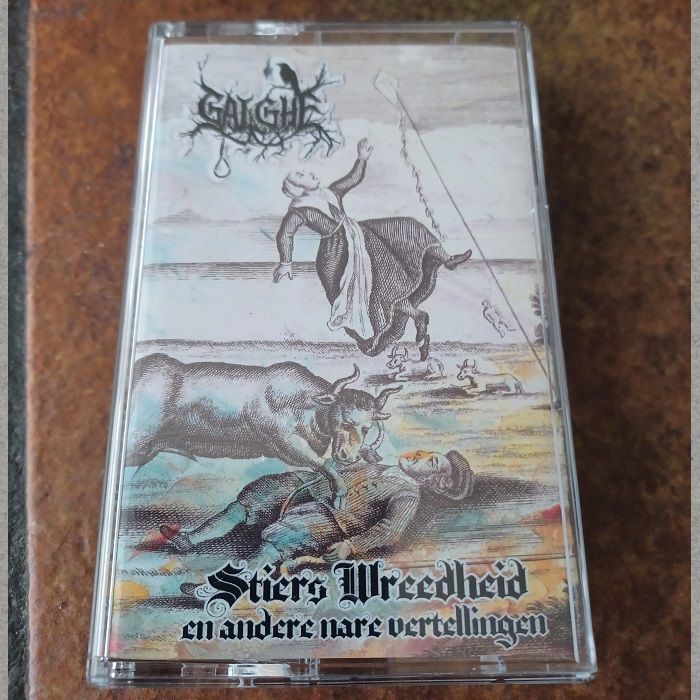 GALGHE
Stiers Wreedheid
en andere nare vertellingen